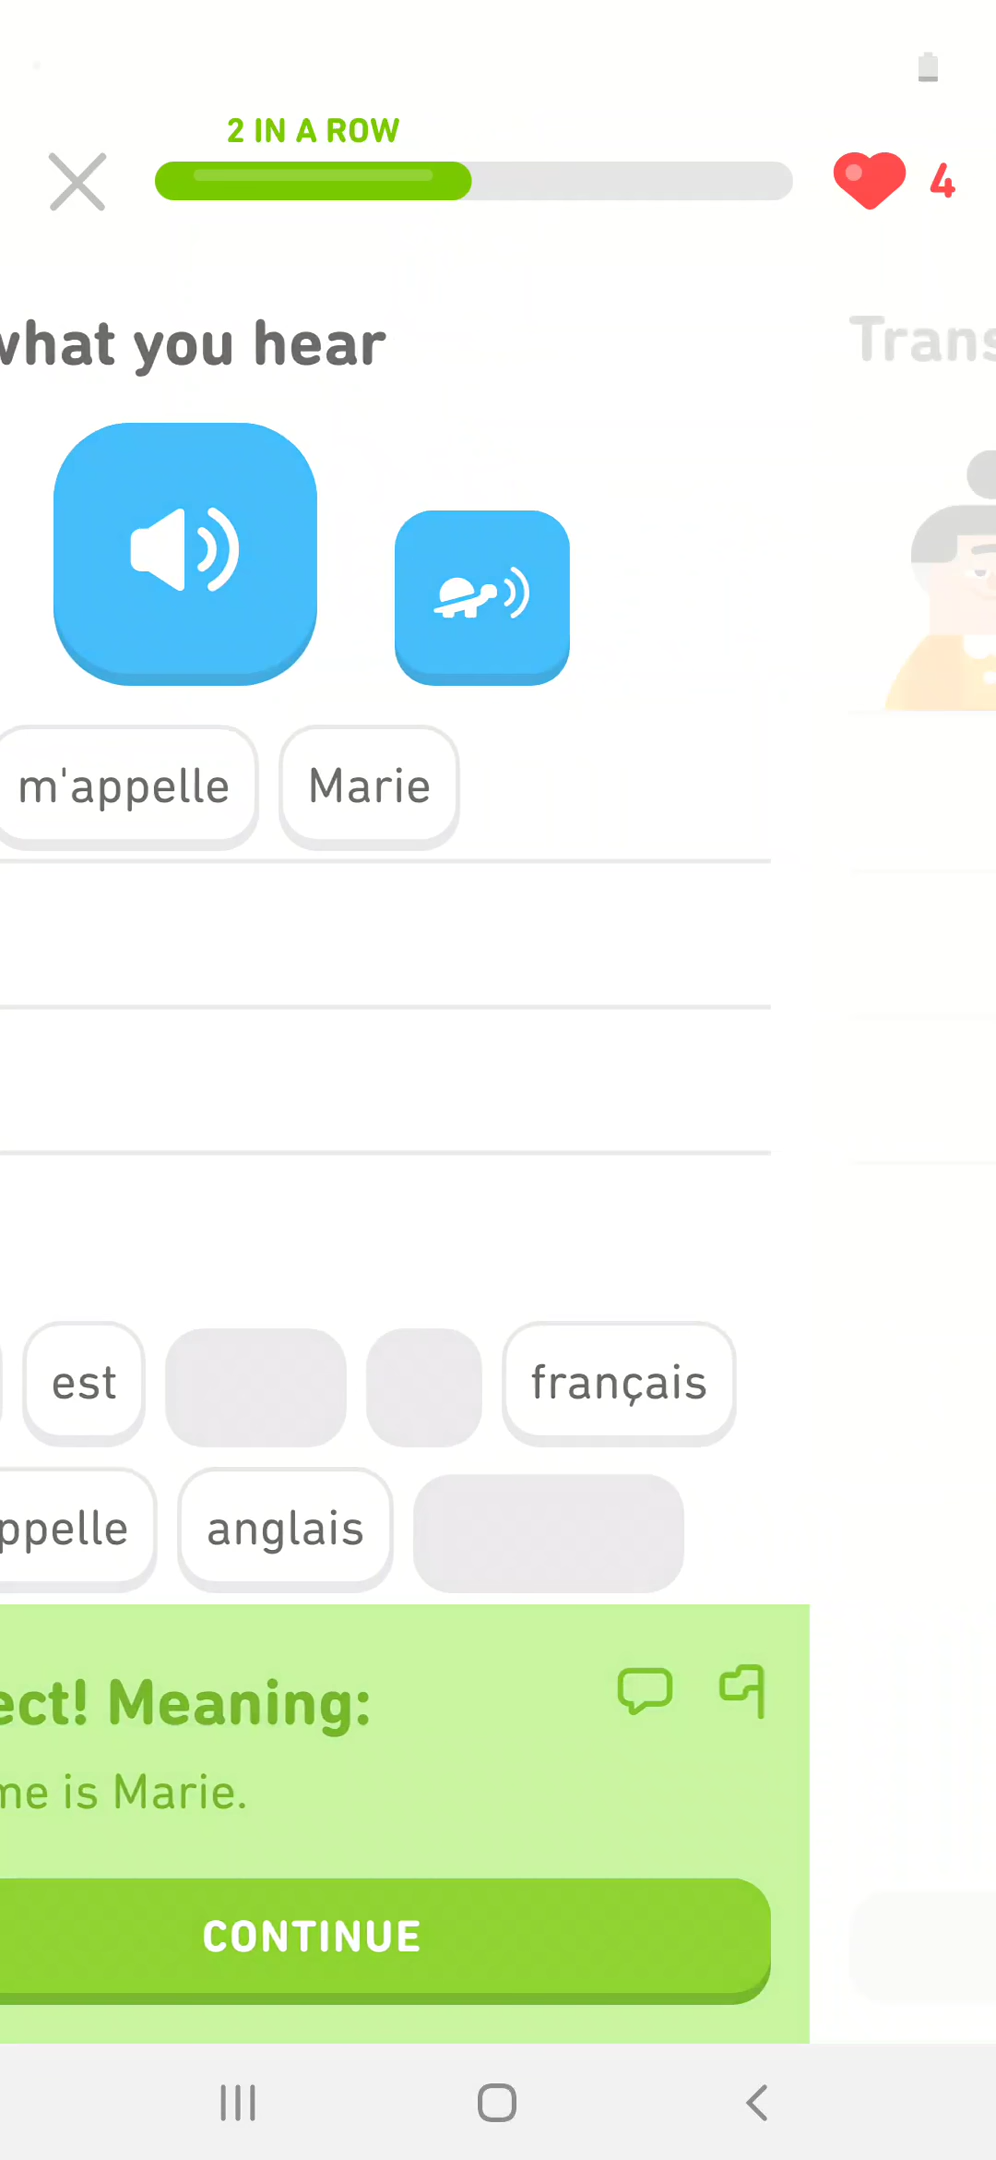 2 IN A ROW
4
what you hear
Trans
m'appelle Marie
est français
ppelle anglais
ect! Meaning:
me is Marie.
CONTINUE